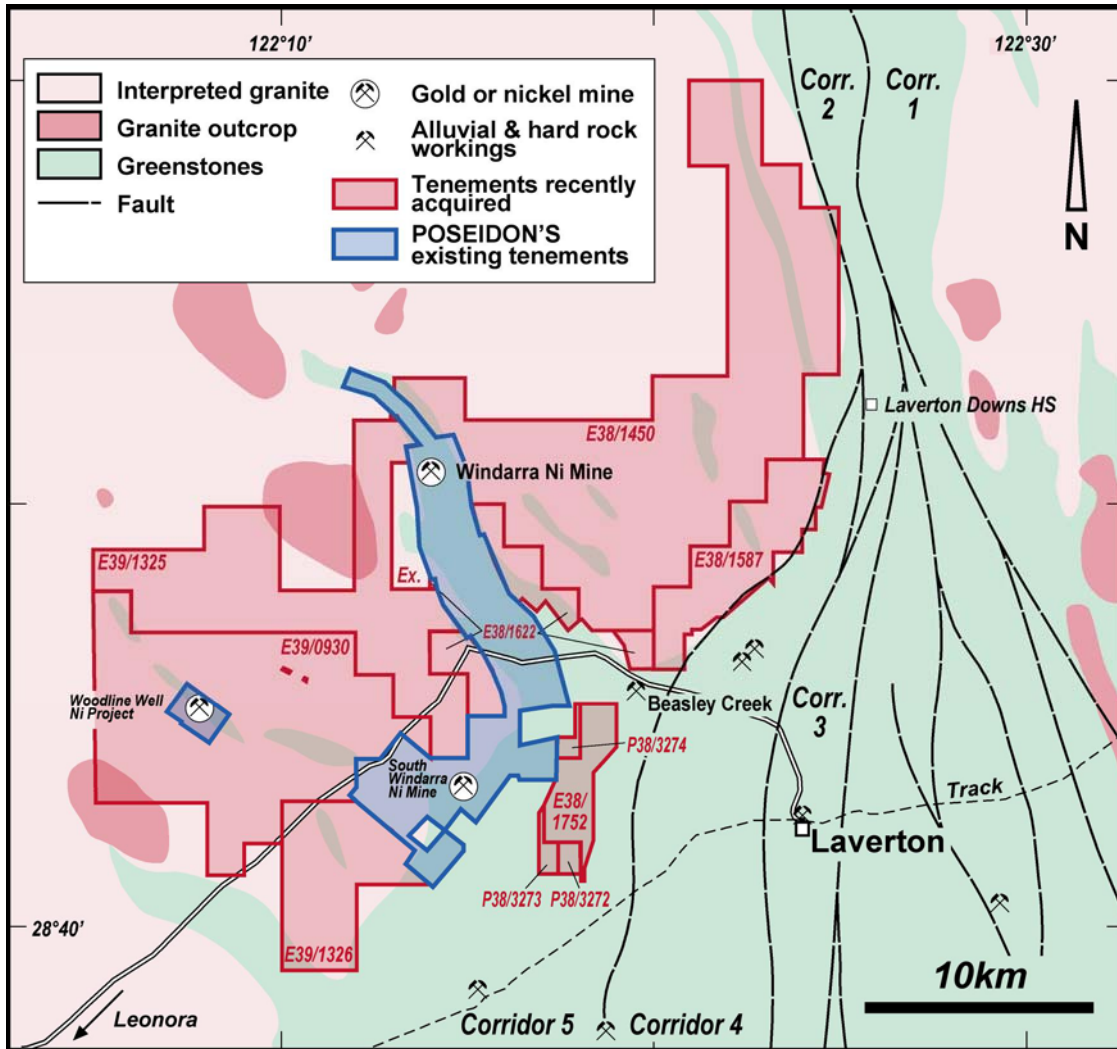 122°10'
122°30'
Interpreted granite
Granite outcrop
Greenstones
Fault
Gold or nickel mine
Alluvial & hard rock
workings
Tenements recently
acquired
POSEIDON'S
existing tenements
Corr.
2
Corr.
1
N
Laverton Downs HS
E38/1450
Windarra Ni Mine
E39/1325
Ex.
E38/1587
E38/1622
E39/0930
Woodline Well
Ni Project
Beasley Creek
Corr.
3
P38/3274
South
Windarra
Ni Mine
E38/
1752
Track
Laverton
P38/3273
P38/3272
28°40'
E39/1326
10km
Leonora
Corridor 5
Corridor 4